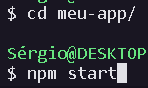 $ cd meu-app/
Sérgio@DESKTOP
$ npm start